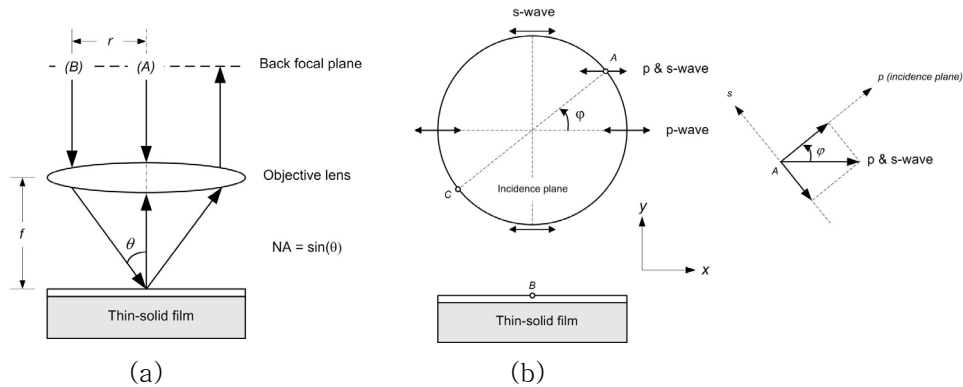 r
(B)
(A)
Back focal plane
Objective lens
f
θ
NA = sin(θ)
Thin-solid film
(a)
s-wave
A
p & s-wave
φ
p-wave
Incidence plane
C
y
x
B
Thin-solid film
(b)
s
p (incidence plane)
φ
A
p & s-wave